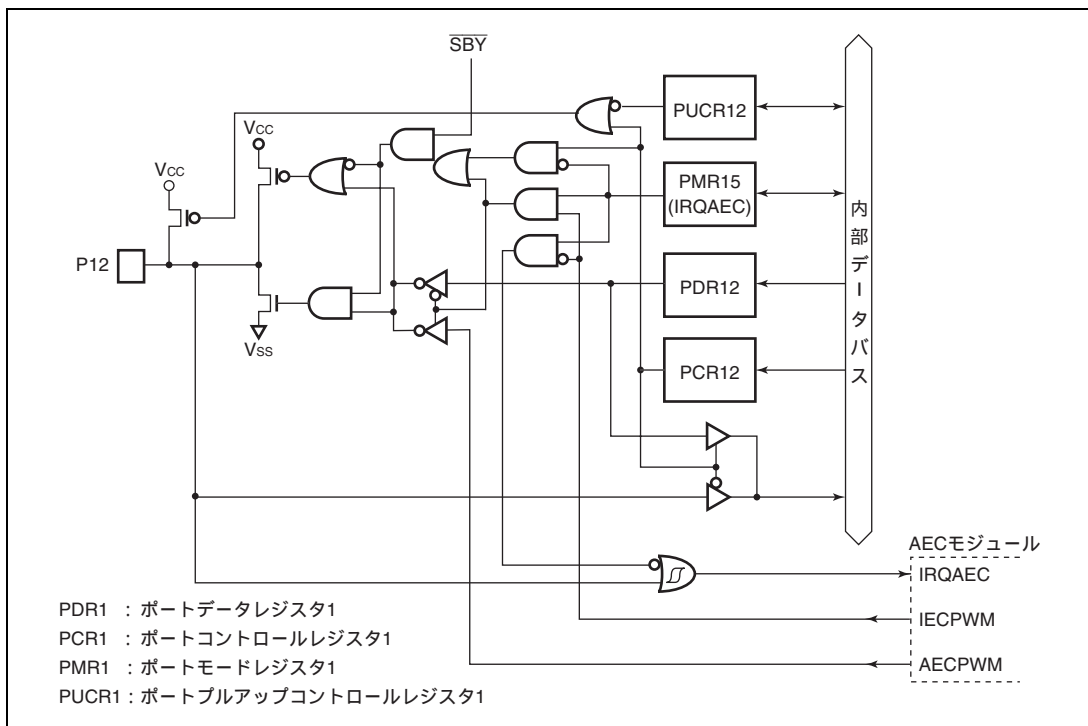 SBY
PUCR12
VCC
VCC
PMR15
(IRQAEC)
内部データバス
P12
PDR12
VSS
PCR12
AECモジュール
IRQAEC
IECPWM
AECPWM
PDR1 : ポートデータレジスタ1
PCR1 : ポートコントロールレジスタ1
PMR1 : ポートモードレジスタ1
PUCR1 : ポートプルアップコントロールレジスタ1